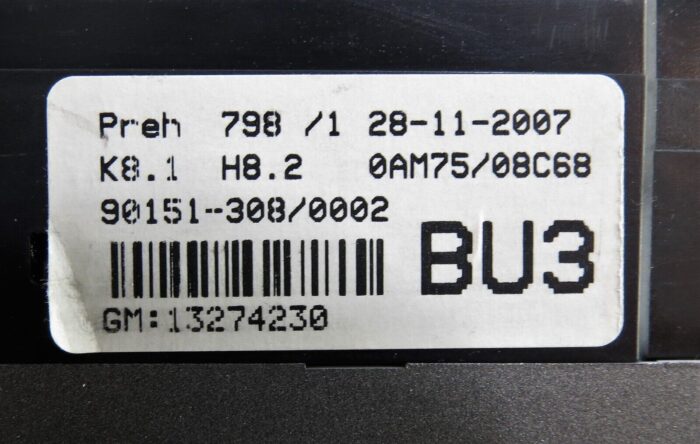 Preh 798 /1 28-11-2007
K8.1 H8.2 0AM75/08C68
90151-308/0002
BU3
GM:13274230